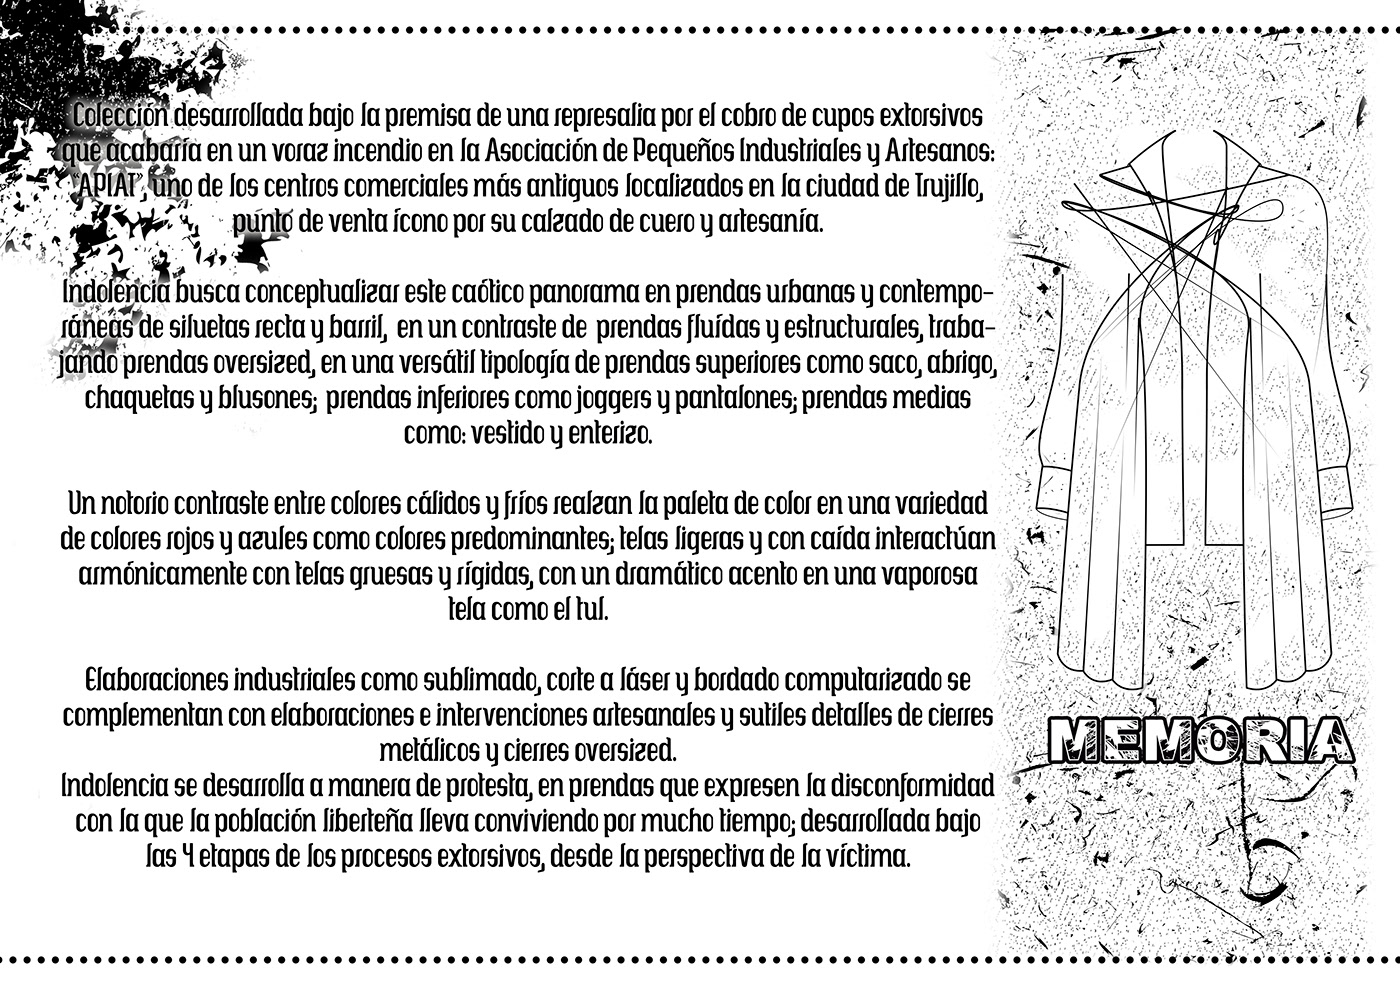 Colección desarrollada bajo la premisa de una represalia por el cobro de cupos extorsivos
que acabaría en un voraz incendio en la Asociación de Pequeños Industriales y Artesanos:
"APIAT", uno de los centros comerciales más antiguos localizados en la ciudad de Trujillo,
punto de venta ícono por su calzado de cuero y artesanía.
Indolencia busca conceptualizar este caótico panorama en prendas urbanas y contempo-
ráneas de siluetas recta y barril, en un contraste de prendas fluídas y estructurales, traba-
jando prendas oversized, en una versátil tipología de prendas superiores como saco, abrigo,
chaquetas y blusones; prendas inferiores como joggers y pantalones; prendas medias
como: vestido y enterizo.
Un notorio contraste entre colores cálidos y fríos realzan la paleta de color en una variedad
de colores rojos y azules como colores predominantes; telas ligeras y con caída interactúan
armónicamente con telas gruesas y rígidas, con un dramático acento en una vaporosa
tela como el tul.
Elaboraciones industriales como sublimado, corte a láser y bordado computarizado se
complementan con elaboraciones e intervenciones artesanales y sutiles detalles de cierres
metálicos y cierres oversized.
Indolencia se desarrolla a manera de protesta, en prendas que expresen la disconformidad
con la que la población liberteña lleva conviviendo por mucho tiempo; desarrollada bajo
las 4 etapas de los procesos extorsivos, desde la perspectiva de la víctima.
MEMORIA